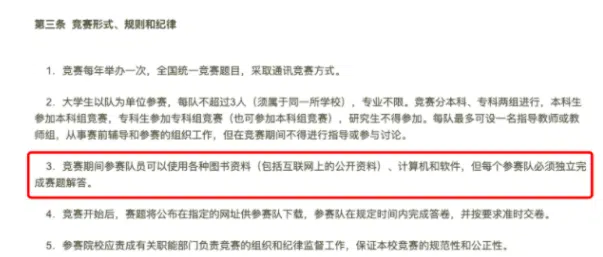 第三条 竞赛形式、规则和纪律
1. 竞赛每年举办一次，全国统一竞赛题目，采取通讯竞赛方式。
2. 大学生以队为单位参赛，每队不超过3人（须属于同一所学校），专业不限。竞赛分本科、专科两组进行，本科生
参加本科组竞赛，专科生参加专科组竞赛（也可参加本科组竞赛），研究生不得参加。每队最多可设一名指导教师或教
师组，从事赛前辅导和参赛的组织工作，但在竞赛期间不得进行指导或参与讨论。
3. 竞赛期间参赛队员可以使用各种图书资料（包括互联网上的公开资料）、计算机和软件，但每个参赛队必须独立完
成赛题解答。
4. 竞赛开始后，赛题将公布在指定的网址供参赛队下载，参赛队在规定时间内完成答卷，并按要求准时交卷。
5. 参赛院校应责成有关职能部门负责竞赛的组织和纪律监督工作，保证本校竞赛的规范性和公正性。